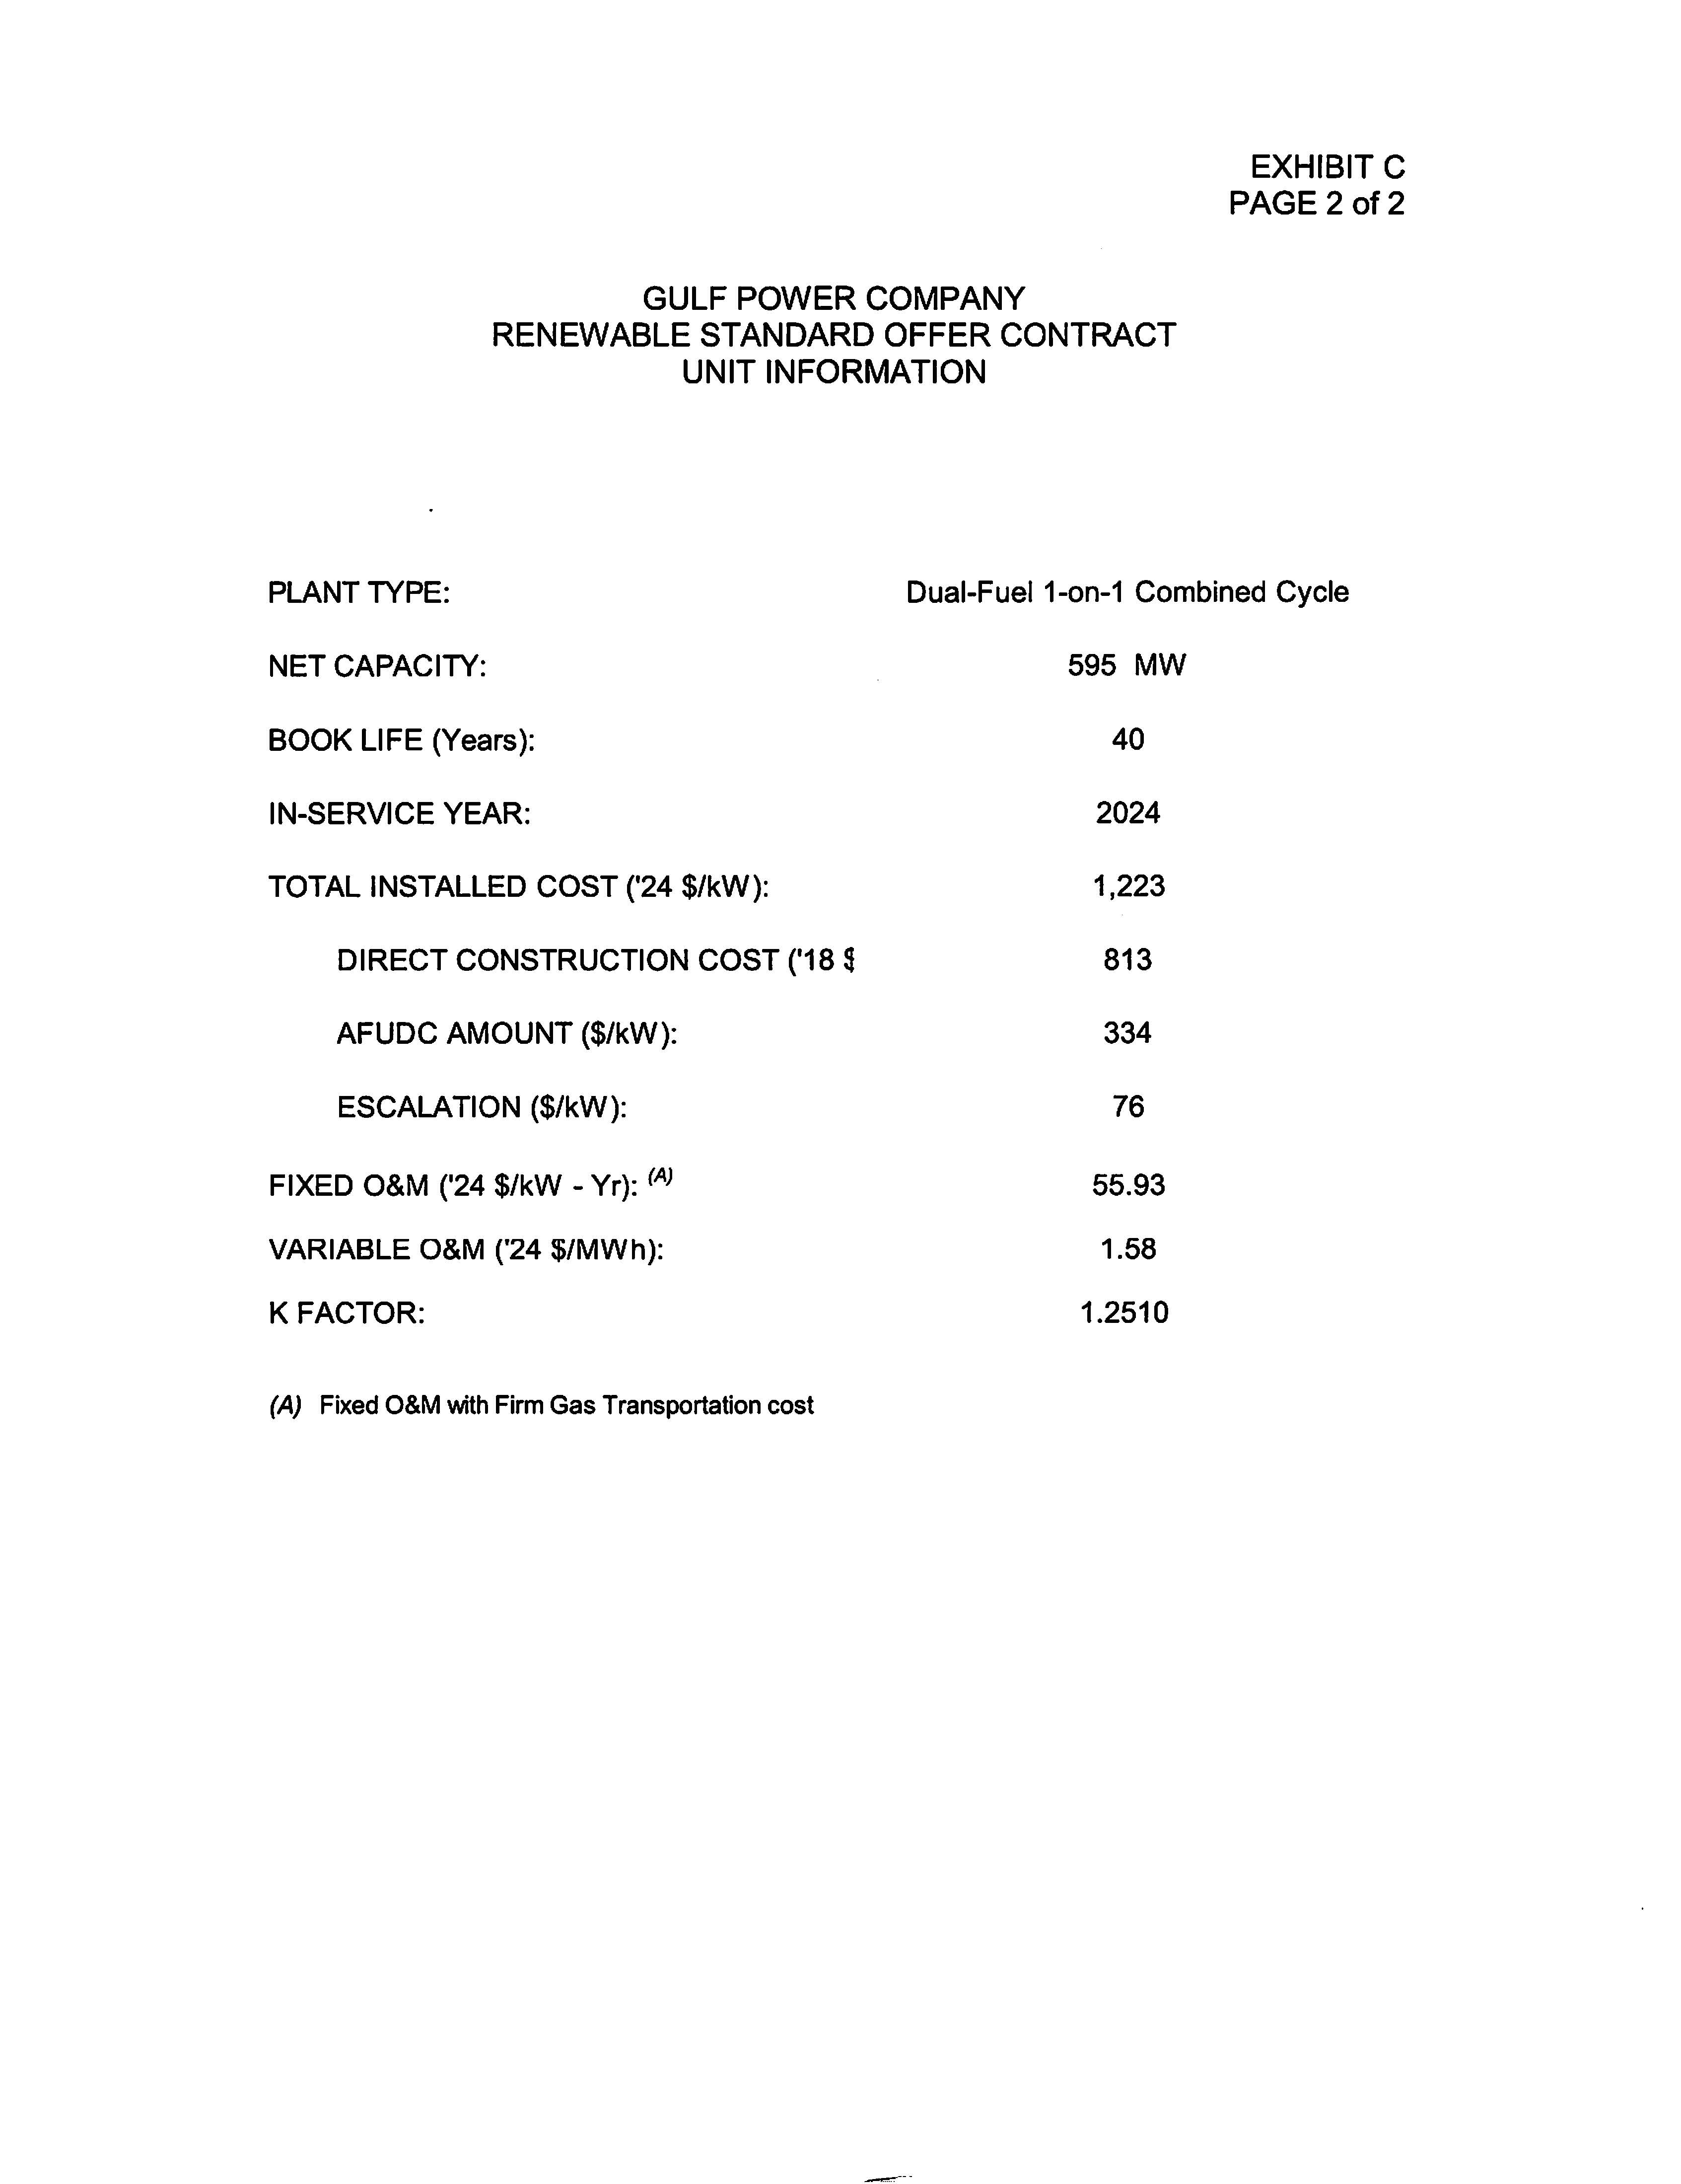 EXHIBIT C
PAGE 2 of 2
GULF POWER COMPANY
RENEWABLE STANDARD OFFER CONTRACT
UNIT INFORMATION
PLANT TYPE: Dual-Fuel 1-on-1 Combined Cycle
NET CAPACITY: 595 MW
BOOK LIFE (Years): 40
IN-SERVICE YEAR: 2024
TOTAL INSTALLED COST ('24 $/kW): 1,223
DIRECT CONSTRUCTION COST ('18 $ 813
AFUDC AMOUNT ($/kW): 334
ESCALATION ($/kW): 76
FIXED O&M ('24 $/kW - Yr): (A) 55.93
VARIABLE O&M ('24 $/MWh): 1.58
K FACTOR: 1.2510
(A) Fixed O&M with Firm Gas Transportation cost